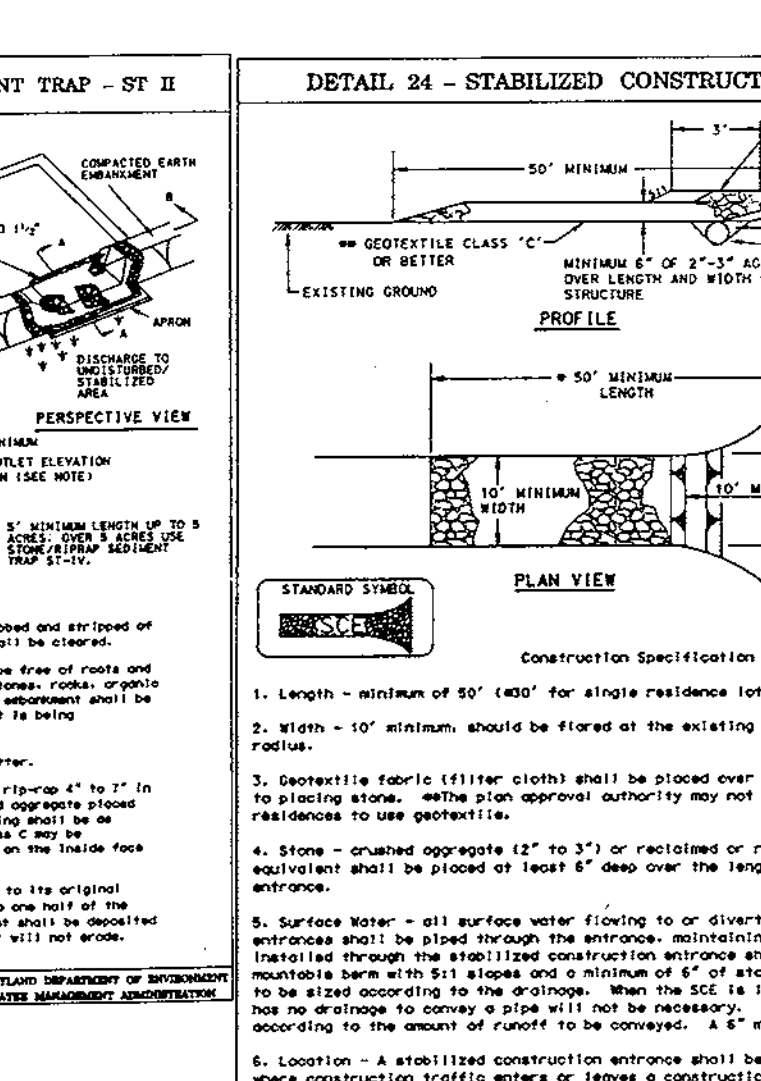 NT TRAP - ST II
COMPACTED EARTH
EMBANKMENT
B
1 1/2"
A
APRON
A
DISCHARGE TO
UNDISTURBED/
STABILIZED
AREA
PERSPECTIVE VIEW
NIMUM
TLET ELEVATION
N (SEE NOTE)
5' MINIMUM LENGTH UP TO 5
ACRES. OVER 5 ACRES USE
STONE/RIPRAP SEDIMENT
TRAP ST-IV.
bbed and stripped of
all be cleared.
be free of roots and
tones, rocks, organic
embankment shall be
t is being
tter.
rip-rap 4" to 7" in
d aggregate placed
ing shall be as
ss C may be
on the inside face
to its original
o one half of the
t shall be deposited
will not erode.
YLAND DEPARTMENT OF ENVIRONMENT
ATER MANAGEMENT ADMINISTRATION
DETAIL 24 - STABILIZED CONSTRUCT
3'
50' MINIMUM
5:1
** GEOTEXTILE CLASS 'C'
OR BETTER
EXISTING GROUND
MINIMUM 6" OF 2"-3" AG
OVER LENGTH AND WIDTH
STRUCTURE
PROFILE
* 50' MINIMUM
LENGTH
10' MINIMUM
WIDTH
10' M
PLAN VIEW
STANDARD SYMBOL
SCE
Construction Specification
1. Length - minimum of 50' (*30' for single residence lot
2. Width - 10' minimum, should be flared at the existing
radius.
3. Geotextile fabric (filter cloth) shall be placed over
to placing stone. **The plan approval authority may not
residences to use geotextile.
4. Stone - crushed aggregate (2" to 3") or reclaimed or r
equivalent shall be placed at least 6" deep over the leng
entrance.
5. Surface Water - all surface water flowing to or divert
entrances shall be piped through the entrance, maintainin
installed through the stabilized construction entrance sh
mountable berm with 5:1 slopes and a minimum of 6" of sto
to be sized according to the drainage. When the SCE is l
has no drainage to convey a pipe will not be necessary.
according to the amount of runoff to be conveyed. A 6" m
6. Location - A stabilized construction entrance shall be
where construction traffic enters or leaves a constructio